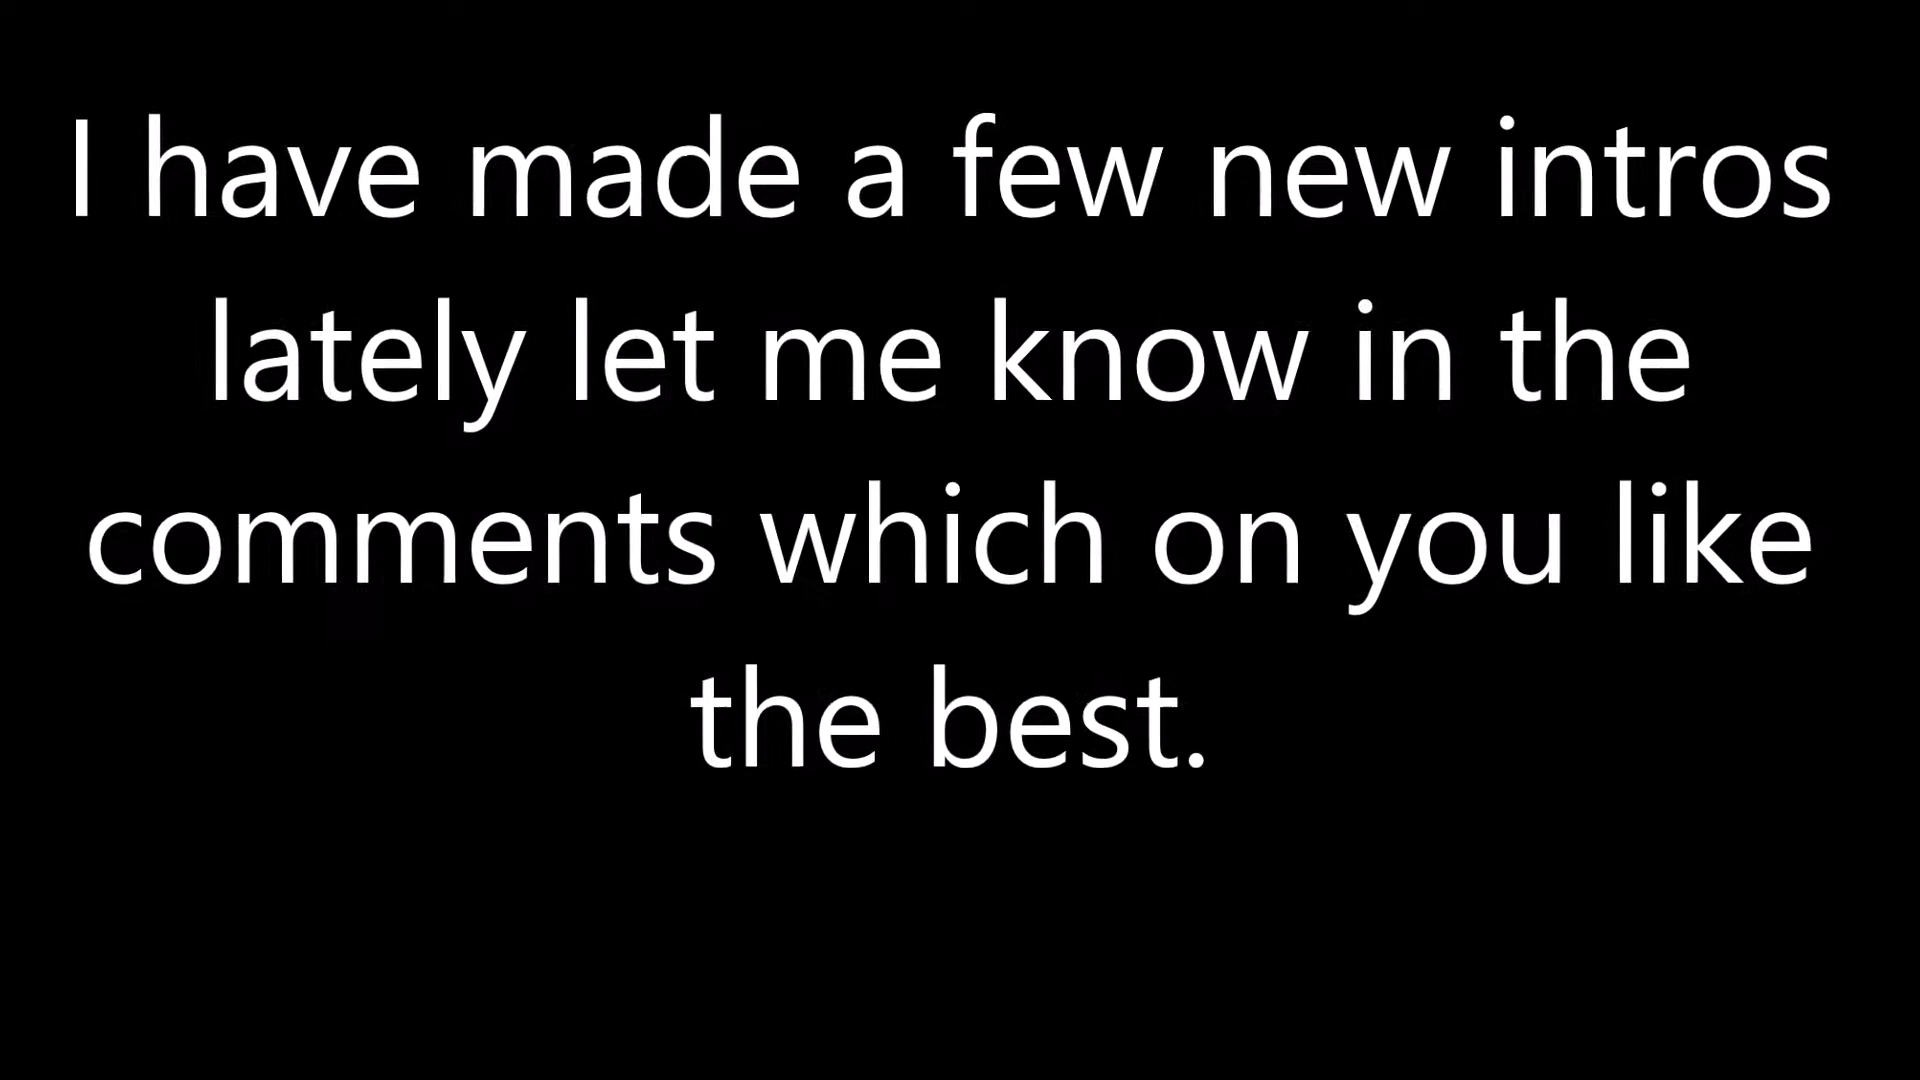 I have made a few new intros
lately let me know in the
comments which on you like
the best.